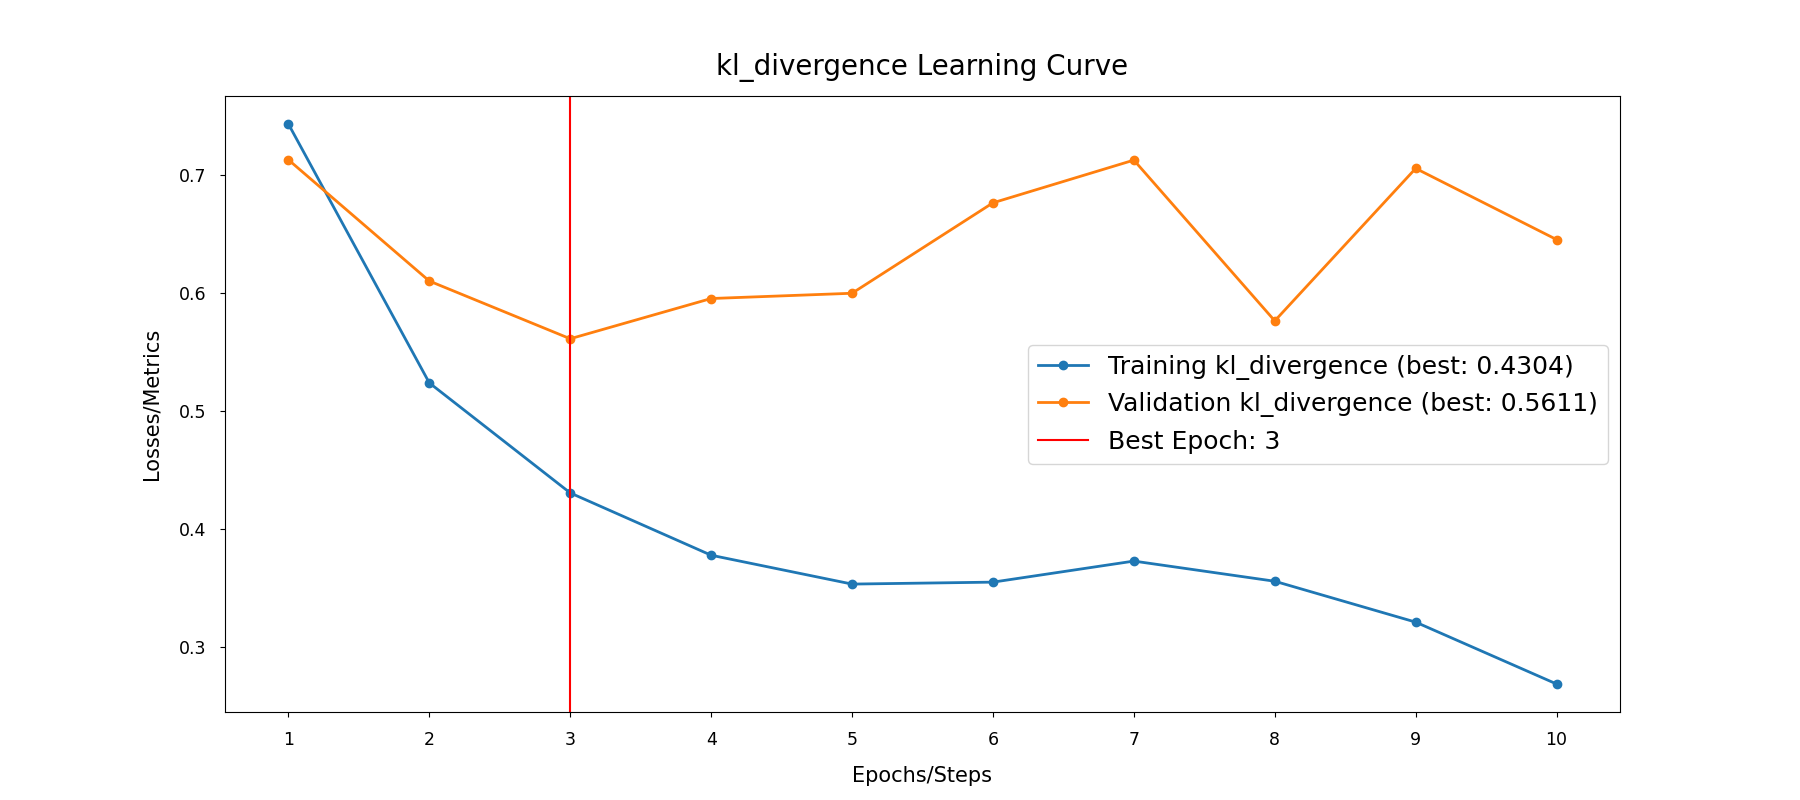 kl_divergence Learning Curve
Losses/Metrics
0.7
0.6
0.5
0.4
0.3
Training kl_divergence (best: 0.4304)
Validation kl_divergence (best: 0.5611)
Best Epoch: 3
1 2 3 4 5 6 7 8 9 10
Epochs/Steps